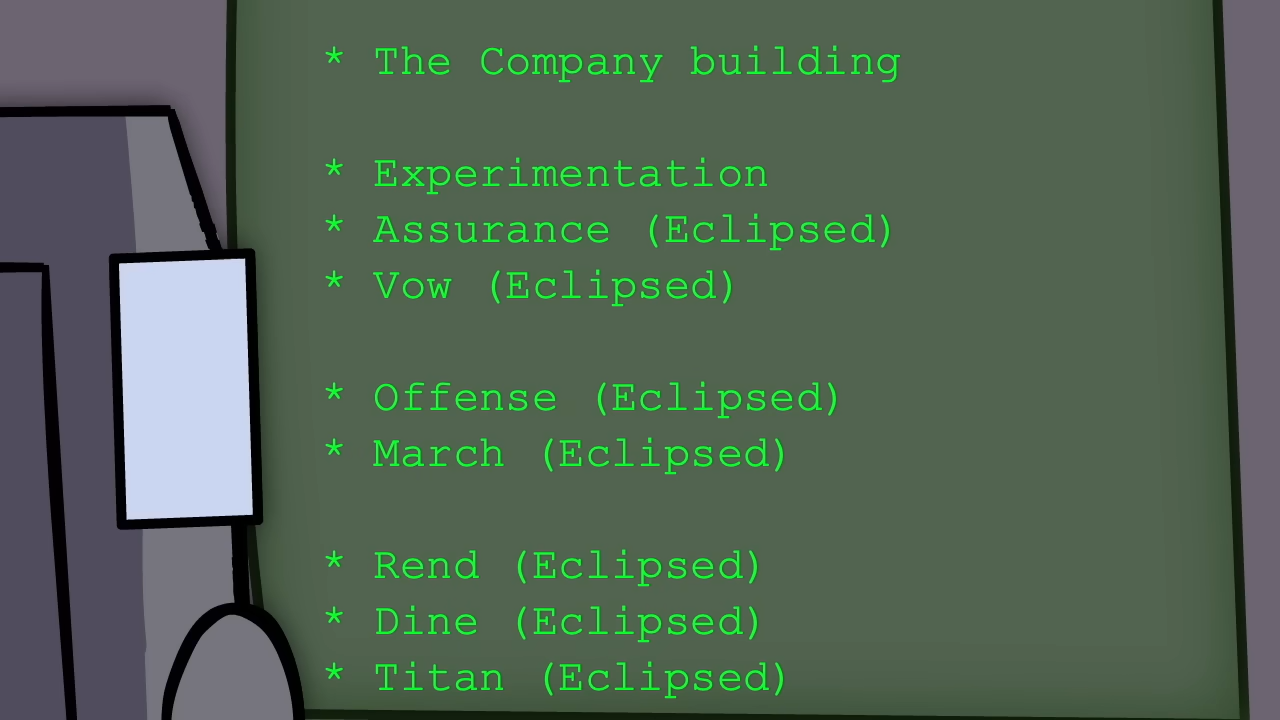 * The Company building
* Experimentation
* Assurance (Eclipsed)
* Vow (Eclipsed)
* Offense (Eclipsed)
* March (Eclipsed)
* Rend (Eclipsed)
* Dine (Eclipsed)
* Titan (Eclipsed)